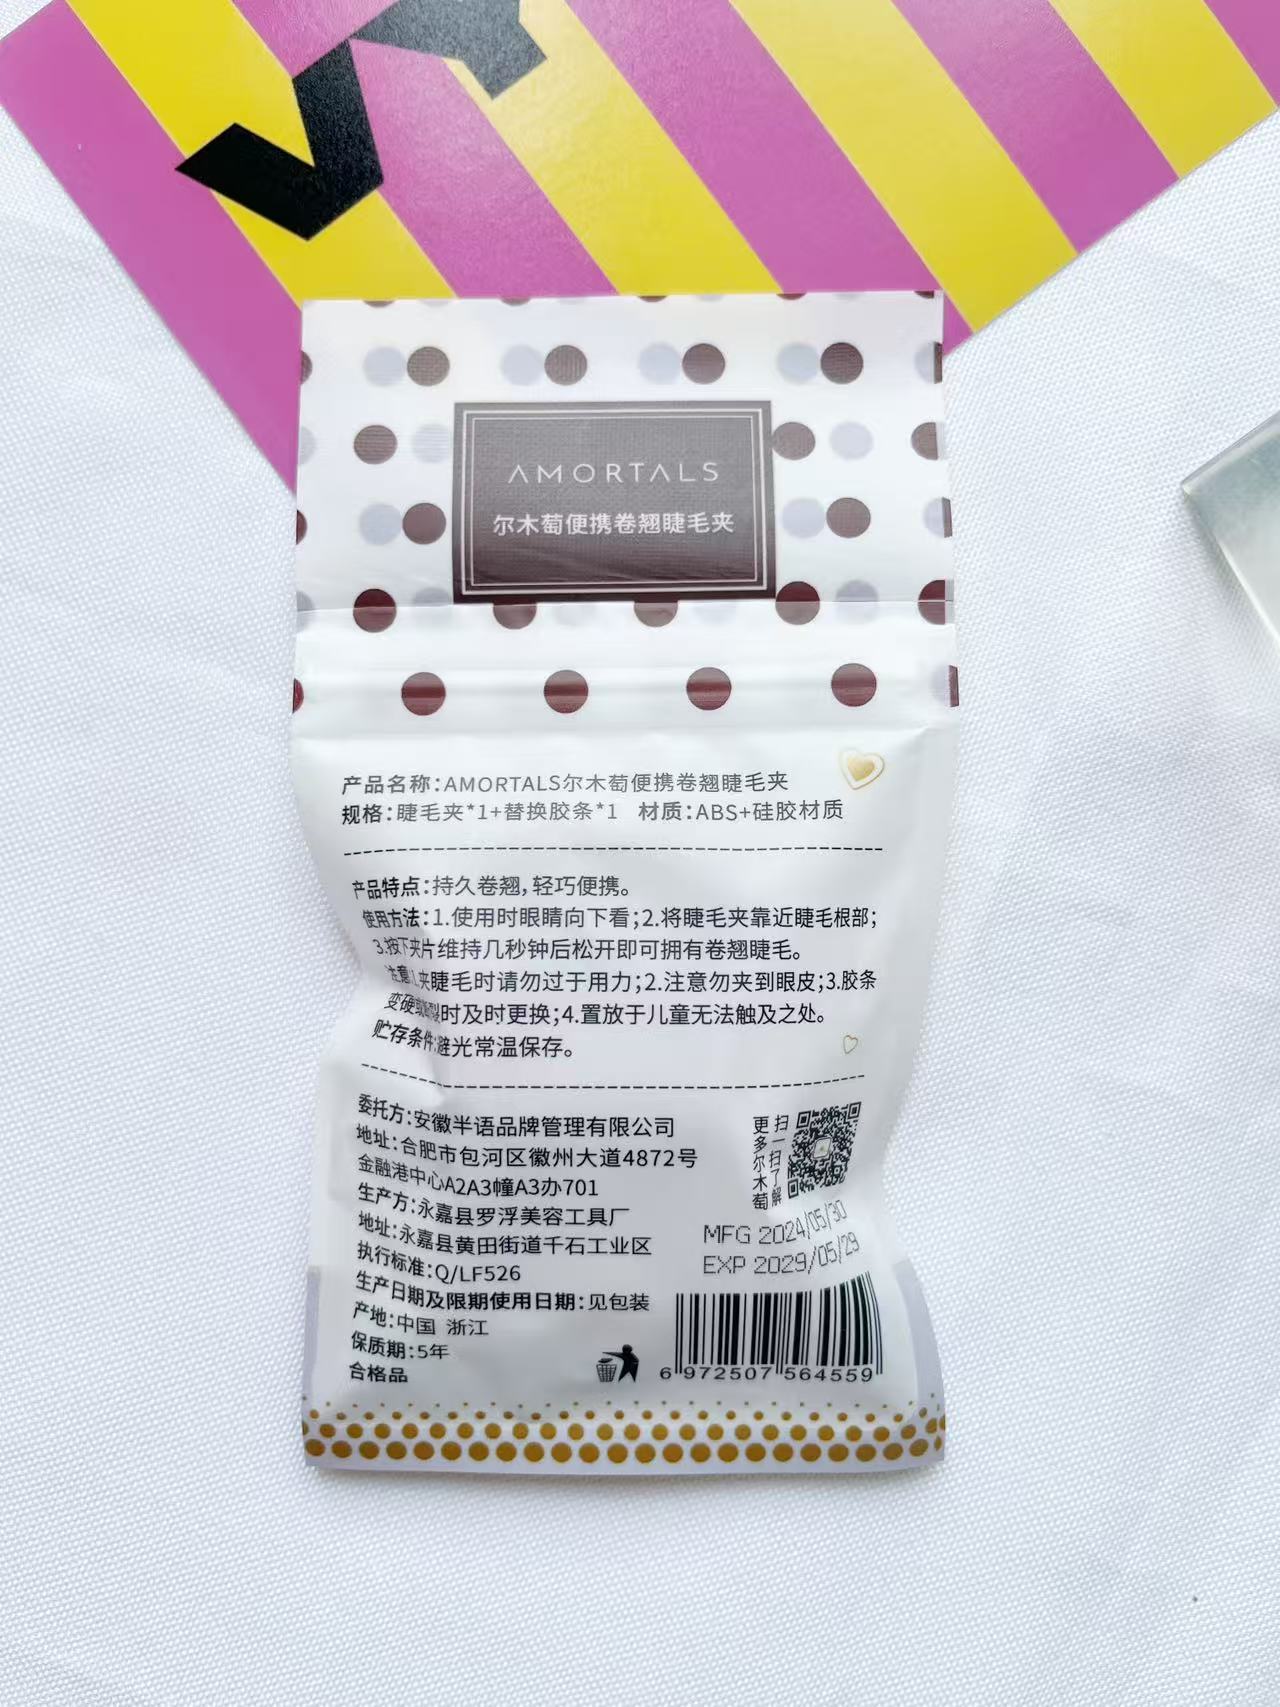 AMORTALS
尔木萄便携卷翘睫毛夹
产品名称:AMORTALS尔木萄便携卷翘睫毛夹
规格:睫毛夹*1+替换胶条*1 材质:ABS+硅胶材质
产品特点:持久卷翘,轻巧便携。
使用方法:1.使用时眼睛向下看;2.将睫毛夹靠近睫毛根部;
3.按下夹片维持几秒钟后松开即可拥有卷翘睫毛。
注意:1.夹睫毛时请勿过于用力;2.注意勿夹到眼皮;3.胶条
变硬或 时及时更换;4.置放于儿童无法触及之处。
贮存条件:避光常温保存。
委托方:安徽半语品牌管理有限公司
地址:合肥市包河区徽州大道4872号
金融港中心A2A3幢A3办701
生产方:永嘉县罗浮美容工具厂
地址:永嘉县黄田街道千石工业区
执行标准:Q/LF526
生产日期及限期使用日期:见包装
产地:中国 浙江
保质期:5年
合格品
扫一扫了解
更多尔木萄
MFG 2024/05/30
EXP 2029/05/29
6 972507 564559